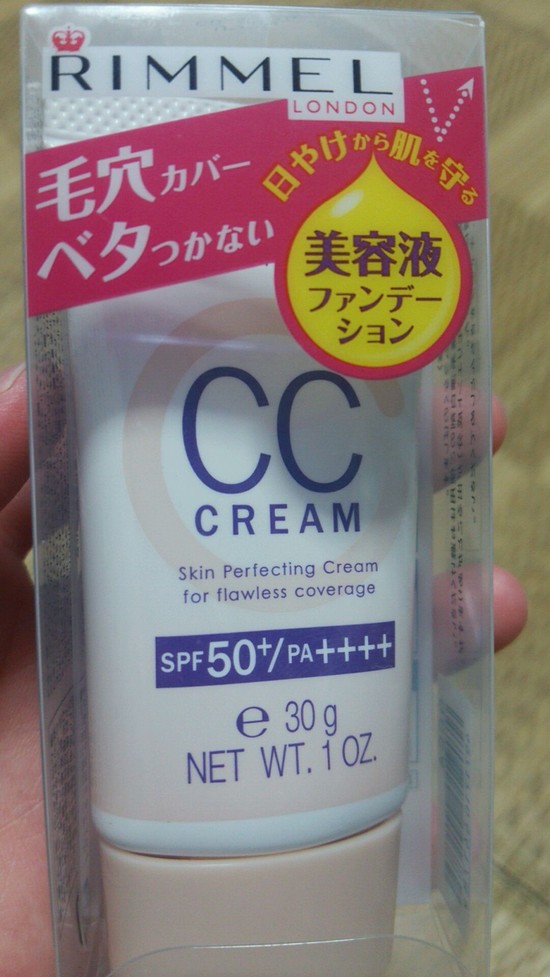 RIMMEL
LONDON
毛穴カバー
ベタつかない
日やけから肌を守る
美容液
ファンデー
ション
CC
CREAM
Skin Perfecting Cream
for flawless coverage
SPF50+/PA++++
e 30g
NET WT. 1 OZ.